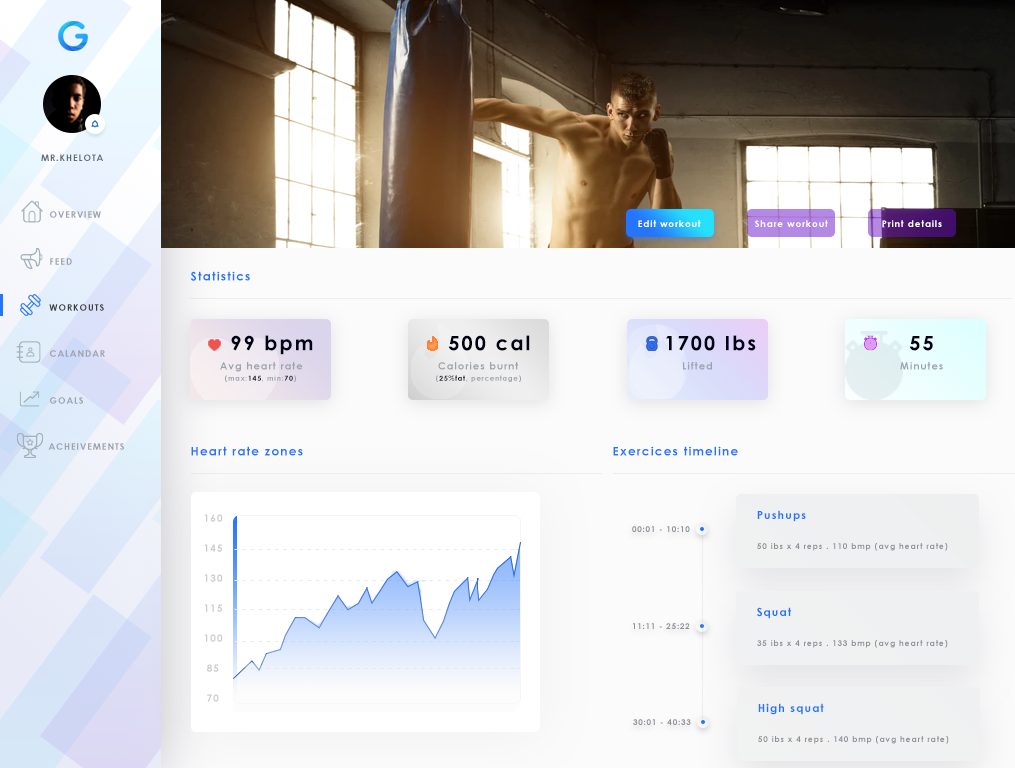 G
MR.KHELOTA
OVERVIEW
FEED
WORKOUTS
CALANDAR
GOALS
ACHEIVEMENTS
Edit workout
Share workout
Print details
Statistics
99 bpm
Avg heart rate
(max:145, min:70)
500 cal
Calories burnt
(25%fat, percentage)
1700 lbs
Lifted
55
Minutes
Heart rate zones
160
145
130
115
100
85
70
Exercices timeline
00:01 - 10:10
Pushups
50 ibs x 4 reps . 110 bmp (avg heart rate)
11:11 - 25:22
Squat
35 ibs x 4 reps . 133 bmp (avg heart rate)
30:01 - 40:33
High squat
50 ibs x 4 reps . 140 bmp (avg heart rate)